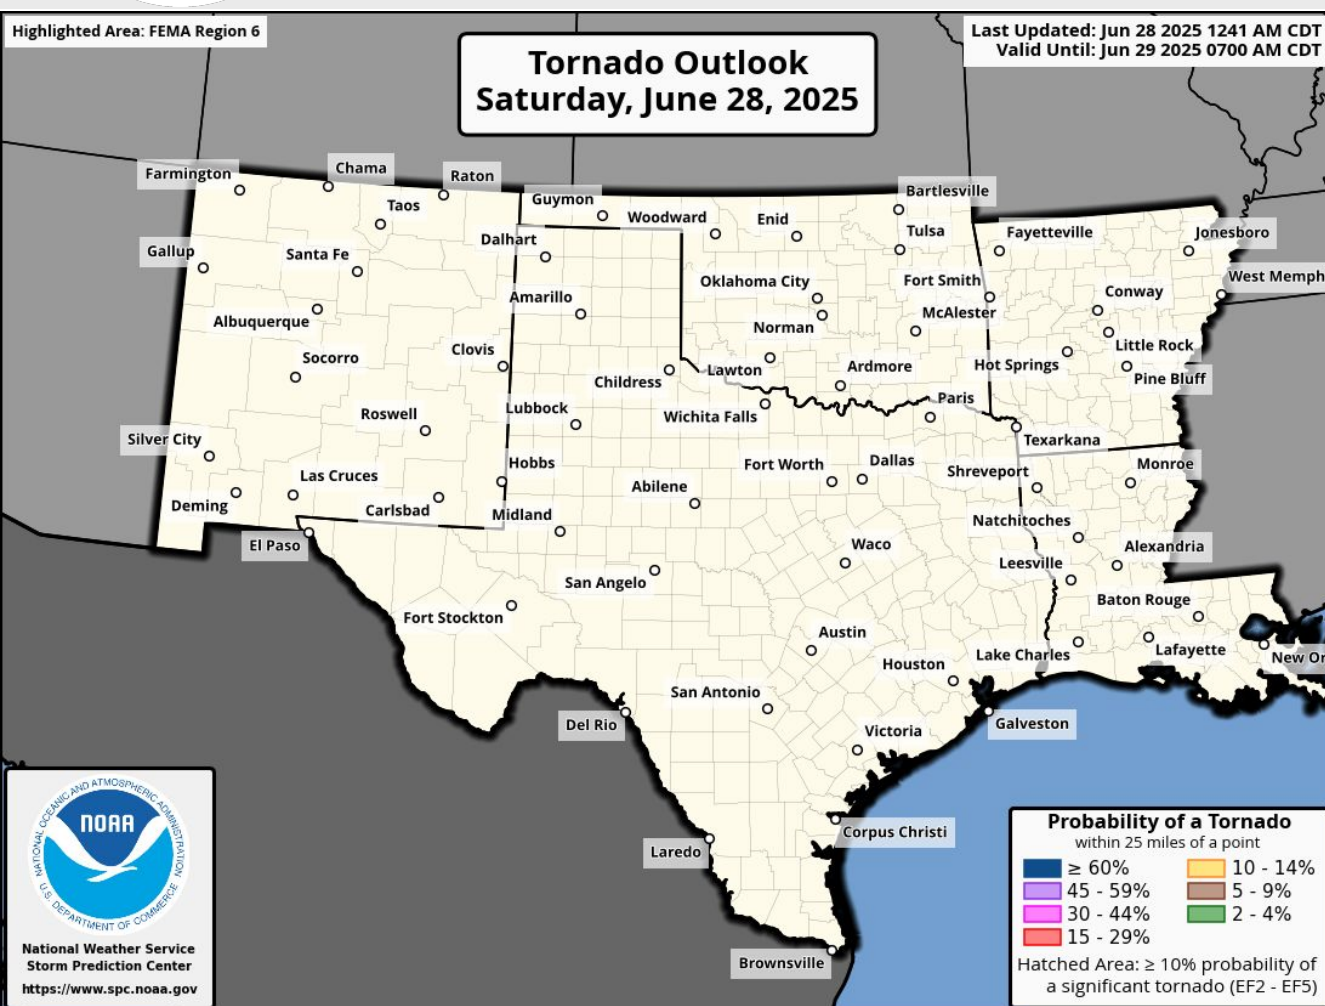 Highlighted Area: FEMA Region 6
Last Updated: Jun 28 2025 1241 AM CDT
Valid Until: Jun 29 2025 0700 AM CDT
Tornado Outlook
Saturday, June 28, 2025
Farmington
Chama
Raton
Taos
Guymon
Woodward
Enid
Bartlesville
Tulsa
Fayetteville
Jonesboro
Gallup
Santa Fe
Dalhart
Oklahoma City
Fort Smith
Conway
West Memph
Albuquerque
Amarillo
Norman
McAlester
Little Rock
Socorro
Clovis
Childress
Lawton
Ardmore
Hot Springs
Pine Bluff
Roswell
Lubbock
Wichita Falls
Paris
Texarkana
Silver City
Las Cruces
Hobbs
Fort Worth
Dallas
Shreveport
Monroe
Deming
Carlsbad
Midland
Abilene
Natchitoches
El Paso
San Angelo
Waco
Leesville
Alexandria
Fort Stockton
Austin
Baton Rouge
Houston
Lake Charles
Lafayette
New Or
San Antonio
Del Rio
Victoria
Galveston
Corpus Christi
Laredo
Brownsville
NATIONAL OCEANIC AND ATMOSPHERIC ADMINISTRATION
NOAA
U.S. DEPARTMENT OF COMMERCE
National Weather Service
Storm Prediction Center
https://www.spc.noaa.gov
Probability of a Tornado
within 25 miles of a point
≥ 60%
45 - 59%
30 - 44%
15 - 29%
10 - 14%
5 - 9%
2 - 4%
Hatched Area: ≥ 10% probability of
a significant tornado (EF2 - EF5)